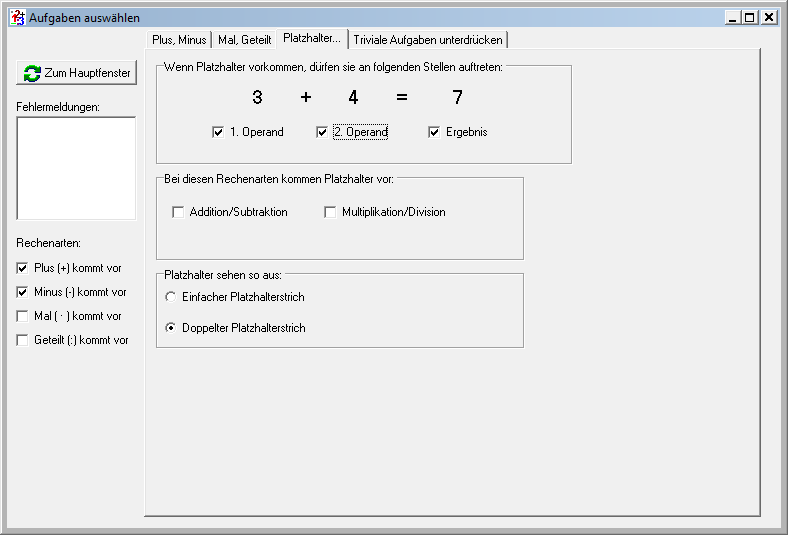 Aufgaben auswählen
Plus, Minus
Mal, Geteilt
Platzhalter...
Triviale Aufgaben unterdrücken
Zum Hauptfenster
Fehlermeldungen:
Rechenarten:
Plus (+) kommt vor
Minus (-) kommt vor
Mal ( · ) kommt vor
Geteilt (:) kommt vor
Wenn Platzhalter vorkommen, dürfen sie an folgenden Stellen auftreten:
3 + 4 = 7
1. Operand
2. Operand
Ergebnis
Bei diesen Rechenarten kommen Platzhalter vor:
Addition/Subtraktion
Multiplikation/Division
Platzhalter sehen so aus:
Einfacher Platzhalterstrich
Doppelter Platzhalterstrich